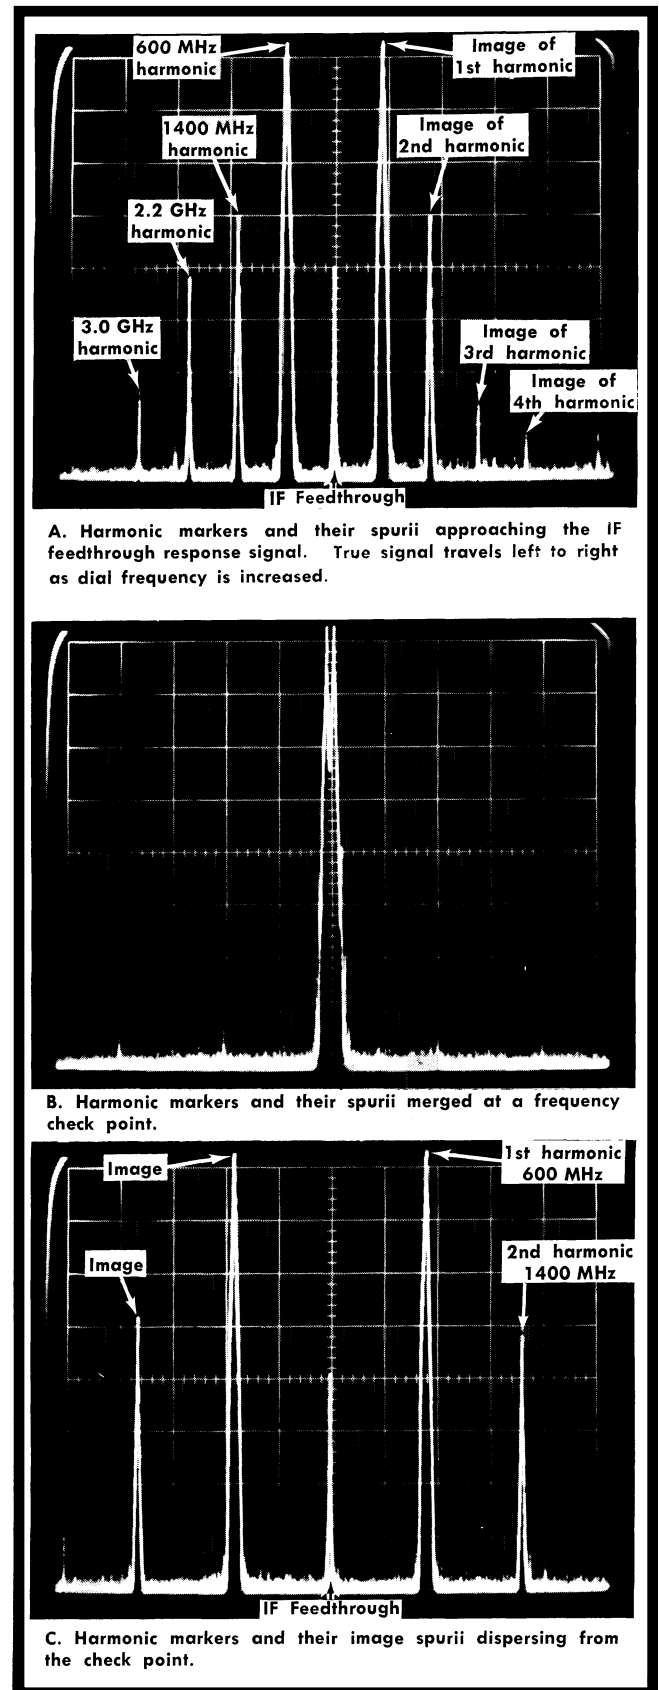 600 MHz
harmonic
Image of
1st harmonic
1400 MHz
harmonic
Image of
2nd harmonic
2.2 GHz
harmonic
3.0 GHz
harmonic
Image of
3rd harmonic
Image of
4th harmonic
IF Feedthrough
A. Harmonic markers and their spurii approaching the IF
feedthrough response signal. True signal travels left to right
as dial frequency is increased.
B. Harmonic markers and their spurii merged at a frequency
check point.
Image
1st harmonic
600 MHz
Image
2nd harmonic
1400 MHz
IF Feedthrough
C. Harmonic markers and their image spurii dispersing from
the check point.